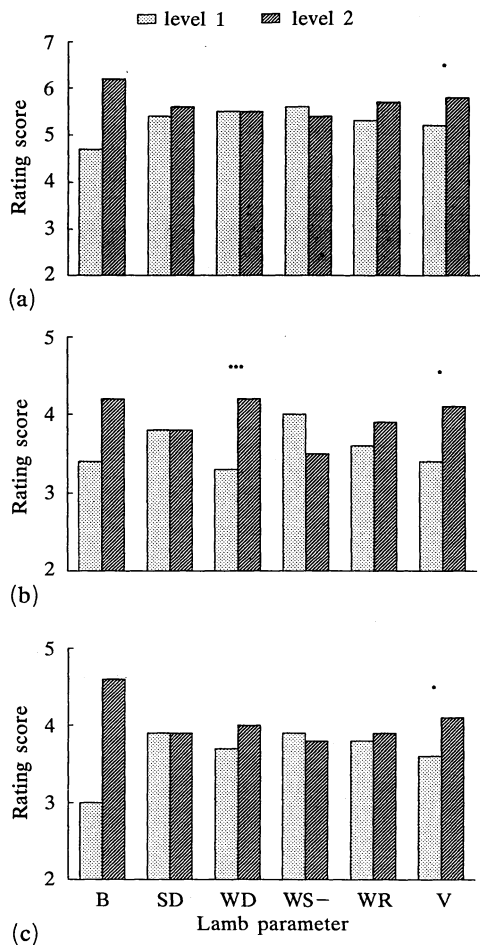 level 1 level 2
7
6
5
4
3
2
Rating score
(a)
5
4
3
2
Rating score
(b)
5
4
3
2
Rating score
(c)
B SD WD WS− WR V
Lamb parameter